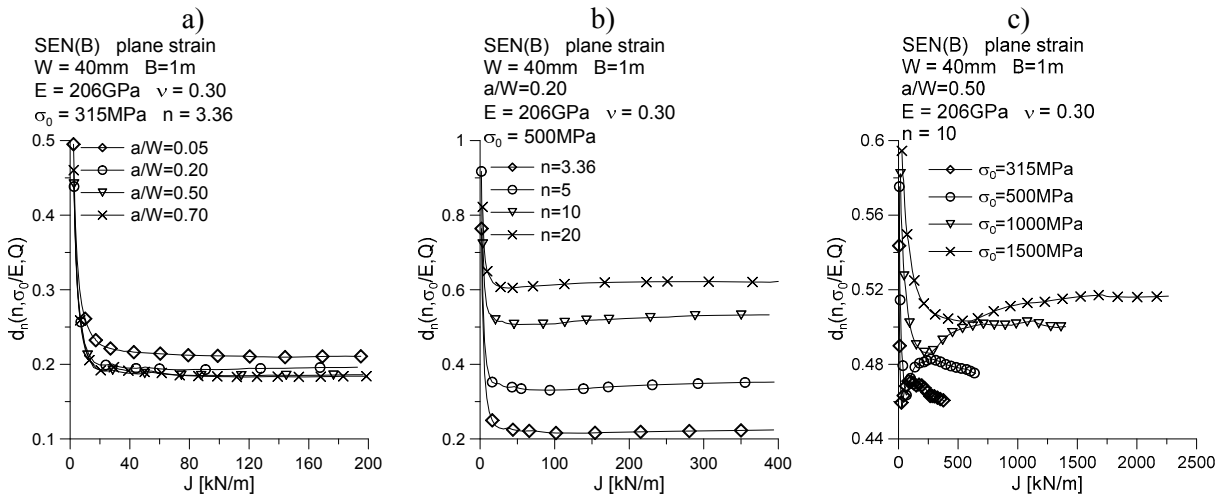 a)
SEN(B) plane strain
W = 40mm B=1m
E = 206GPa ν = 0.30
σ0 = 315MPa n = 3.36
0.5
0.4
0.3
0.2
0.1
dn(n,σ0/E,Q)
a/W=0.05
a/W=0.20
a/W=0.50
a/W=0.70
0 40 80 120 160 200
J [kN/m]
b)
SEN(B) plane strain
W = 40mm B=1m
a/W=0.20
E = 206GPa ν = 0.30
σ0 = 500MPa
1
0.8
0.6
0.4
0.2
dn(n,σ0/E,Q)
n=3.36
n=5
n=10
n=20
0 100 200 300 400
J [kN/m]
c)
SEN(B) plane strain
W = 40mm B=1m
a/W=0.50
E = 206GPa ν = 0.30
n = 10
0.6
0.56
0.52
0.48
0.44
dn(n,σ0/E,Q)
σ0=315MPa
σ0=500MPa
σ0=1000MPa
σ0=1500MPa
0 500 1000 1500 2000 2500
J [kN/m]